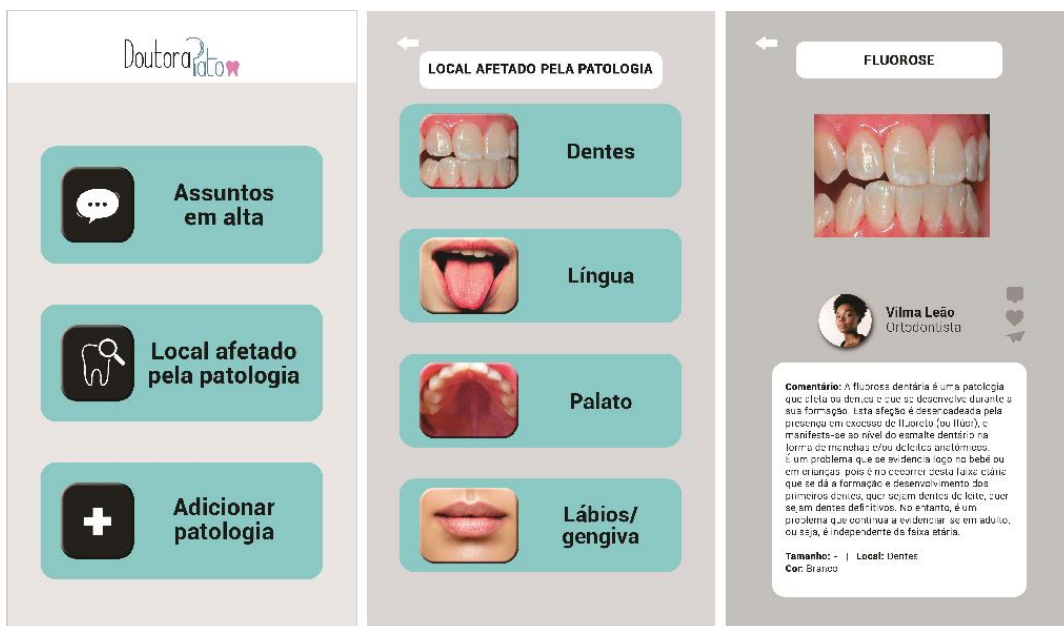 Doutora Pato
Assuntos
em alta
Local afetado
pela patologia
Adicionar
patologia
LOCAL AFETADO PELA PATOLOGIA
Dentes
Língua
Palato
Lábios/
gengiva
FLUOROSE
Vilma Leão
Ortodontista
Comentário: A fluorose dentária é uma patologia
que afeta os dentes e que se desenvolve durante a
sua formação. Esta afeção é desencadeada pela
presença em excesso de fluoreto (ou flúor), e
manifesta-se ao nível do esmalte dentário na
forma de manchas e/ou defeitos anatómicos.
É um problema que se evidencia logo no bebé ou
em crianças, pois é no decorrer desta faixa etária
que se dá a formação e desenvolvimento dos
primeiros dentes, quer sejam dentes de leite, quer
sejam dentes definitivos. No entanto, é um
problema que continua a evidenciar-se em adulto,
ou seja, é independente da faixa etária.
Tamanho: - | Local: Dentes
Cor: Branco